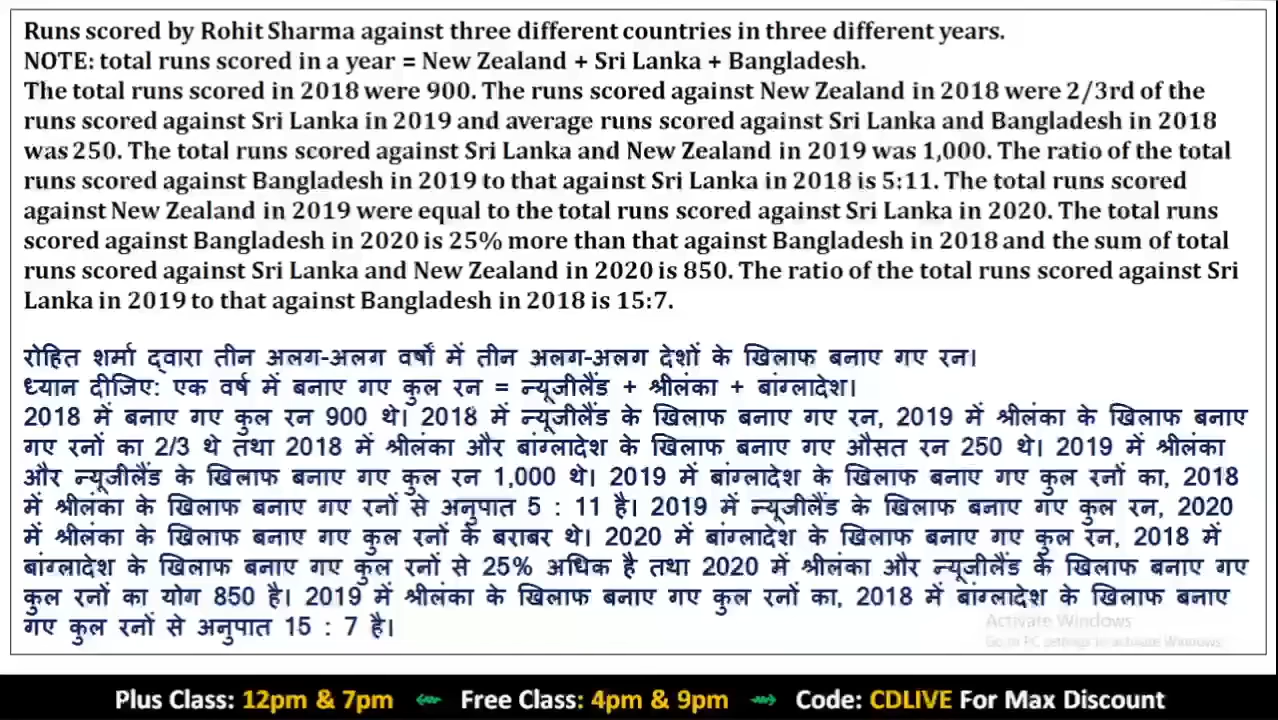 Runs scored by Rohit Sharma against three different countries in three different years.
NOTE: total runs scored in a year = New Zealand + Sri Lanka + Bangladesh.
The total runs scored in 2018 were 900. The runs scored against New Zealand in 2018 were 2/3rd of the
runs scored against Sri Lanka in 2019 and average runs scored against Sri Lanka and Bangladesh in 2018
was 250. The total runs scored against Sri Lanka and New Zealand in 2019 was 1,000. The ratio of the total
runs scored against Bangladesh in 2019 to that against Sri Lanka in 2018 is 5:11. The total runs scored
against New Zealand in 2019 were equal to the total runs scored against Sri Lanka in 2020. The total runs
scored against Bangladesh in 2020 is 25% more than that against Bangladesh in 2018 and the sum of total
runs scored against Sri Lanka and New Zealand in 2020 is 850. The ratio of the total runs scored against Sri
Lanka in 2019 to that against Bangladesh in 2018 is 15:7.
रोहित शर्मा द्वारा तीन अलग-अलग वर्षों में तीन अलग-अलग देशों के खिलाफ बनाए गए रन।
ध्यान दीजिए: एक वर्ष में बनाए गए कुल रन = न्यूजीलैंड + श्रीलंका + बांग्लादेश।
2018 में बनाए गए कुल रन 900 थे। 2018 में न्यूजीलैंड के खिलाफ बनाए गए रन, 2019 में श्रीलंका के खिलाफ बनाए
गए रनों का 2/3 थे तथा 2018 में श्रीलंका और बांग्लादेश के खिलाफ बनाए गए औसत रन 250 थे। 2019 में श्रीलंका
और न्यूजीलैंड के खिलाफ बनाए गए कुल रन 1,000 थे। 2019 में बांग्लादेश के खिलाफ बनाए गए कुल रनों का, 2018
में श्रीलंका के खिलाफ बनाए गए रनों से अनुपात 5 : 11 है। 2019 में न्यूजीलैंड के खिलाफ बनाए गए कुल रन, 2020
में श्रीलंका के खिलाफ बनाए गए कुल रनों के बराबर थे। 2020 में बांग्लादेश के खिलाफ बनाए गए कुल रन, 2018 में
बांग्लादेश के खिलाफ बनाए गए कुल रनों से 25% अधिक है तथा 2020 में श्रीलंका और न्यूजीलैंड के खिलाफ बनाए गए
कुल रनों का योग 850 है। 2019 में श्रीलंका के खिलाफ बनाए गए कुल रनों का, 2018 में बांग्लादेश के खिलाफ बनाए
गए कुल रनों से अनुपात 15 : 7 है।
Activate Windows
Go to PC settings to activate Windows.
Plus Class: 12pm & 7pm Free Class: 4pm & 9pm Code: CDLIVE For Max Discount